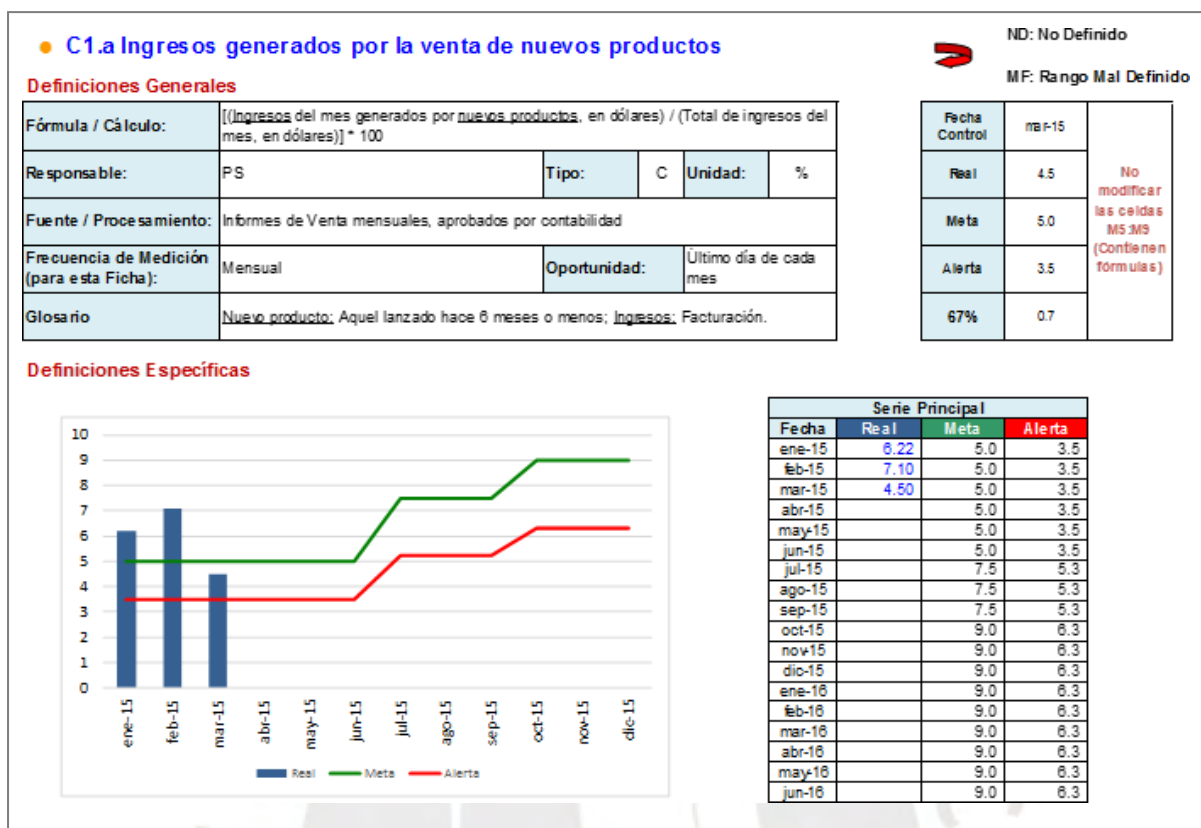 C1.a Ingresos generados por la venta de nuevos productos
ND: No Definido
MF: Rango Mal Definido
Definiciones Generales
Fórmula / Cálculo:
[(Ingresos del mes generados por nuevos productos, en dólares) / (Total de ingresos del
mes, en dólares)] * 100
Responsable: PS Tipo: C Unidad: %
Fuente / Procesamiento: Informes de Venta mensuales, aprobados por contabilidad
Frecuencia de Medición
(para esta Ficha):
Mensual
Oportunidad:
Último día de cada
mes
Glosario Nuevo producto: Aquel lanzado hace 6 meses o menos; Ingresos: Facturación.
Fecha
Control
mar-15
Real 4.5
Meta 5.0
Alerta 3.5
67% 0.7
No
modificar
las celdas
M5:M9
(Contienen
fórmulas)
Definiciones Específicas
10
9
8
7
6
5
4
3
2
1
0
ene-15 feb-15 mar-15 abr-15 may-15 jun-15 jul-15 ago-15 sep-15 oct-15 nov-15 dic-15
Real Meta Alerta
Serie Principal
Fecha Real Meta Alerta
ene-15 6.22 5.0 3.5
feb-15 7.10 5.0 3.5
mar-15 4.50 5.0 3.5
abr-15 5.0 3.5
may-15 5.0 3.5
jun-15 5.0 3.5
jul-15 7.5 5.3
ago-15 7.5 5.3
sep-15 7.5 5.3
oct-15 9.0 6.3
nov-15 9.0 6.3
dic-15 9.0 6.3
ene-16 9.0 6.3
feb-16 9.0 6.3
mar-16 9.0 6.3
abr-16 9.0 6.3
may-16 9.0 6.3
jun-16 9.0 6.3